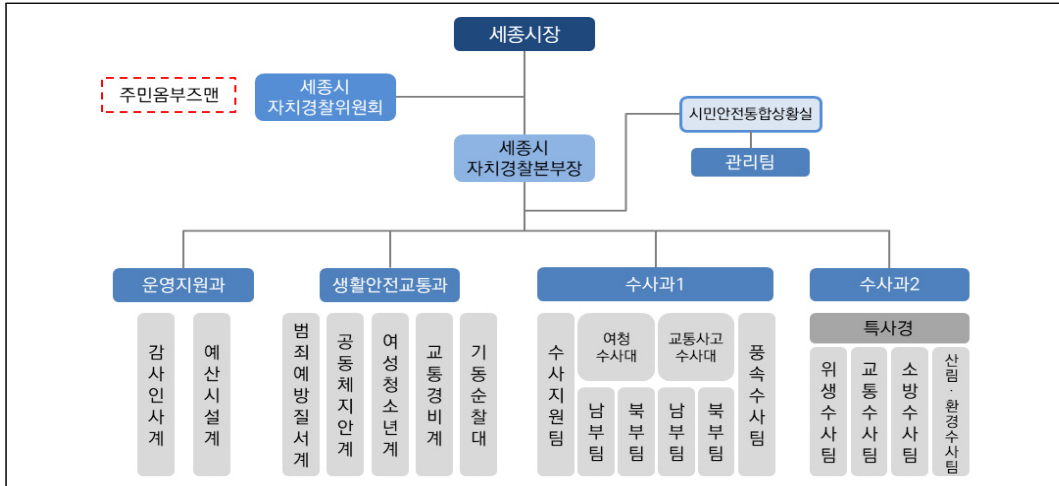 세종시장
주민옴부즈맨
세종시
자치경찰위원회
시민안전통합상황실
세종시
자치경찰본부장
관리팀
운영지원과
생활안전교통과
수사과1
수사과2
감사인사계
예산시설계
범죄예방질서계
공동체지안계
여성청소년계
교통경비계
기동순찰대
수사지원팀
여청
수사대
남부팀
북부팀
교통사고
수사대
남부팀
북부팀
풍속수사팀
특사경
위생수사팀
교통수사팀
소방수사팀
산림·환경수사팀